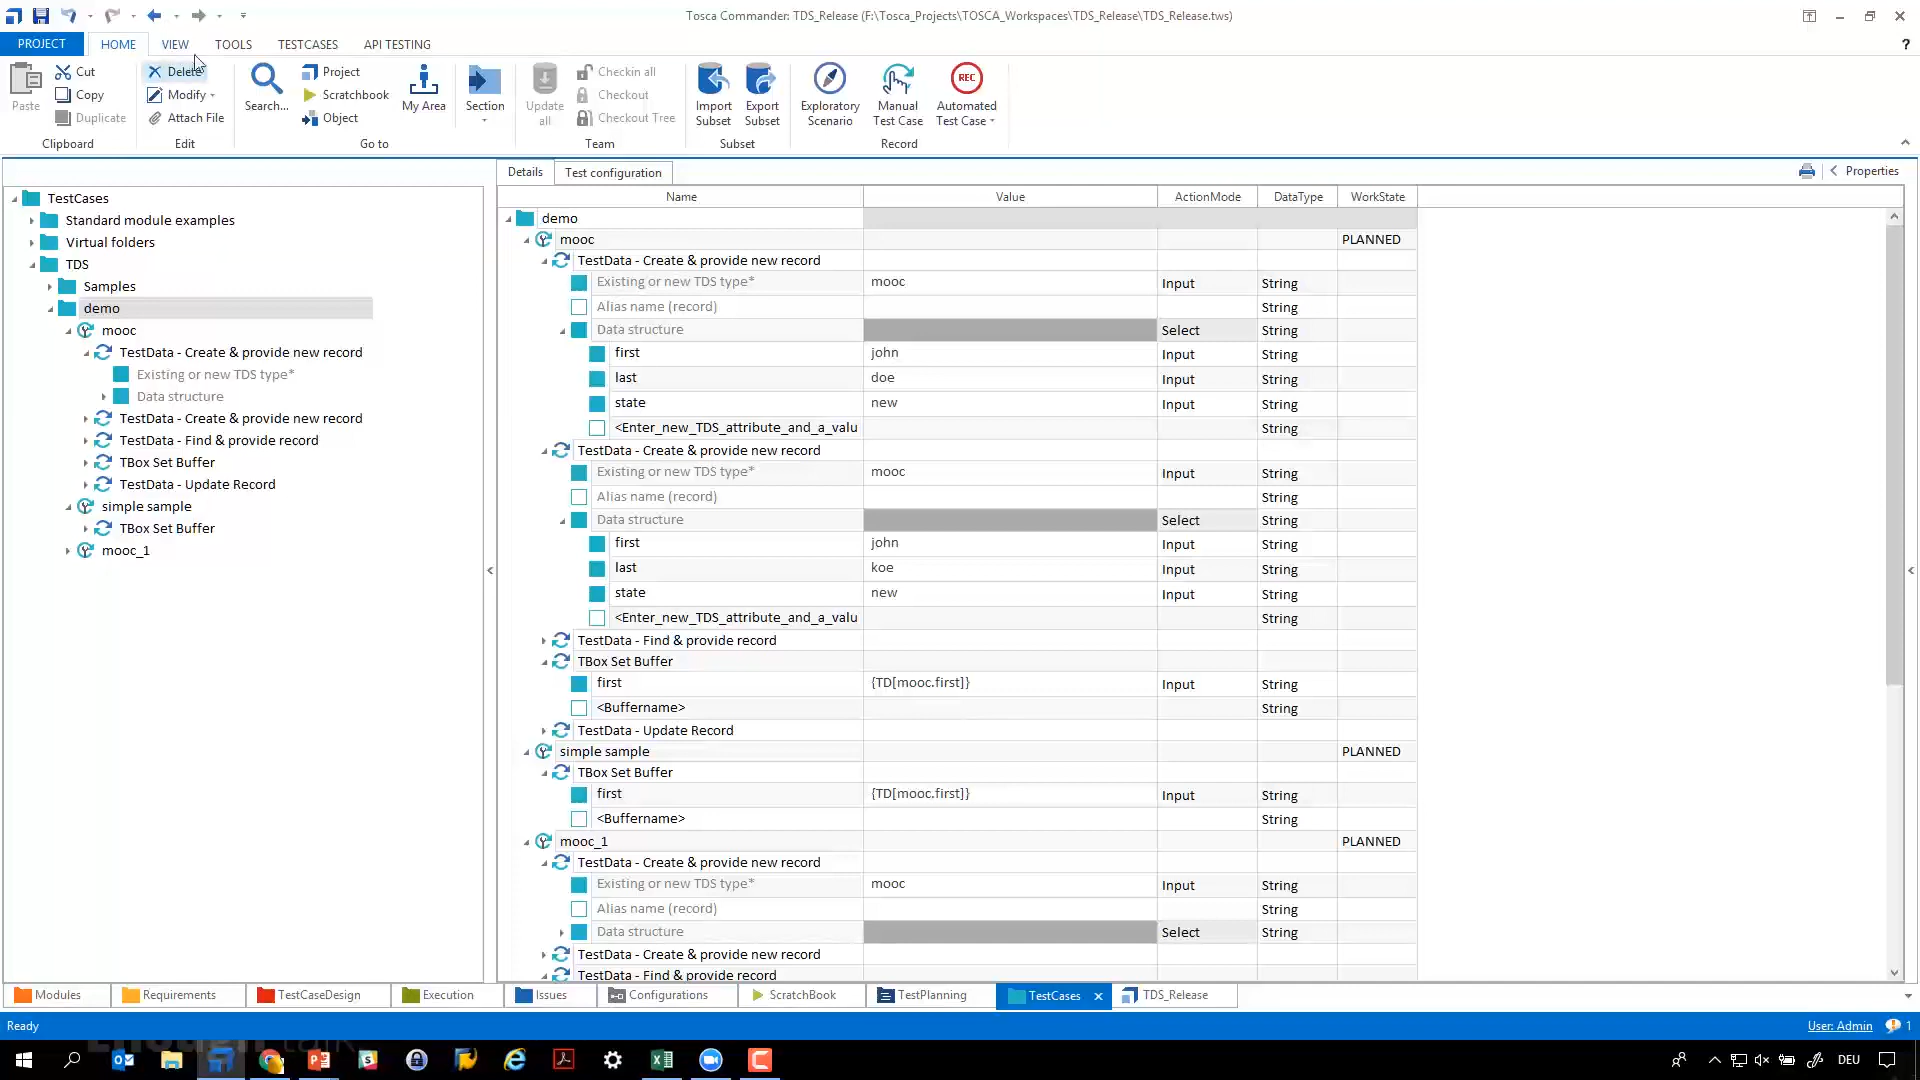 Tosca Commander: TDS_Release (F:\Tosca_Projects\TOSCA_Workspaces\TDS_Release\TDS_Release.tws)
PROJECT HOME VIEW TOOLS TESTCASES API TESTING ?
Paste Cut Copy Duplicate
Clipboard
Delete Modify Attach File
Edit
Search... Project Scratchbook Object My Area
Go to
Section
Update all Checkin all Checkout Checkout Tree
Team
Import Subset Export Subset
Subset
Exploratory Scenario Manual Test Case REC Automated Test Case
Record
Details Test configuration Properties
TestCases
Standard module examples
Virtual folders
TDS
Samples
demo
mooc
TestData - Create & provide new record
Existing or new TDS type*
Data structure
TestData - Create & provide new record
TestData - Find & provide record
TBox Set Buffer
TestData - Update Record
simple sample
TBox Set Buffer
mooc_1
Name Value ActionMode DataType WorkState
demo
mooc PLANNED
TestData - Create & provide new record
Existing or new TDS type* mooc Input String
Alias name (record) String
Data structure Select String
first john Input String
last doe Input String
state new Input String
<Enter_new_TDS_attribute_and_a_valu String
TestData - Create & provide new record
Existing or new TDS type* mooc Input String
Alias name (record) String
Data structure Select String
first john Input String
last koe Input String
state new Input String
<Enter_new_TDS_attribute_and_a_valu String
TestData - Find & provide record
TBox Set Buffer
first {TD[mooc.first]} Input String
<Buffername> String
TestData - Update Record
simple sample PLANNED
TBox Set Buffer
first {TD[mooc.first]} Input String
<Buffername> String
mooc_1 PLANNED
TestData - Create & provide new record
Existing or new TDS type* mooc Input String
Alias name (record) String
Data structure Select String
TestData - Create & provide new record
TestData - Find & provide record
Modules Requirements TestCaseDesign Execution Issues Configurations ScratchBook TestPlanning TestCases TDS_Release
Ready User: Admin 1
DEU